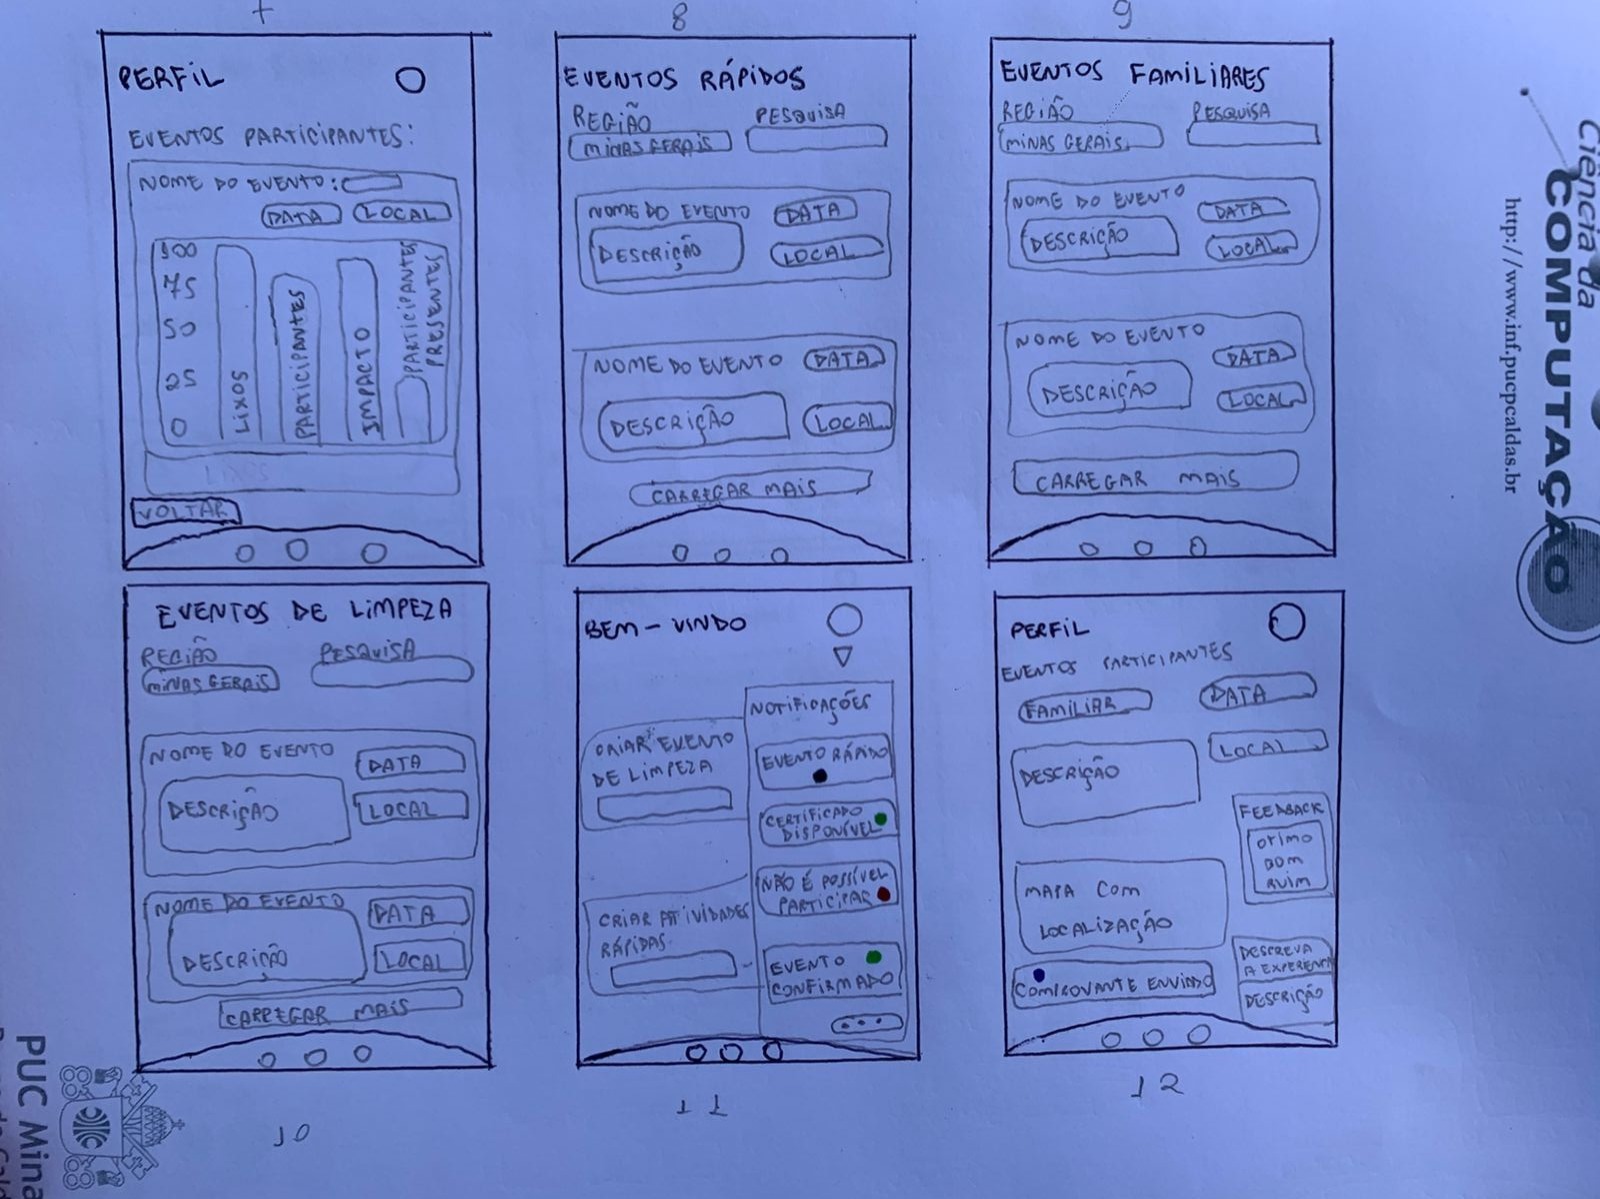 7
PERFIL
EVENTOS PARTICIPANTES:
NOME DO EVENTO:
DATA LOCAL
100
75
50
25
0
LIXOS
PARTICIPANTES
IMPACTO
PARTICIPANTES
PRESENTES
LIXOS
VOLTAR
8
EVENTOS RÁPIDOS
REGIÃO PESQUISA
MINAS GERAIS
NOME DO EVENTO DATA
DESCRIÇÃO LOCAL
NOME DO EVENTO DATA
DESCRIÇÃO LOCAL
CARREGAR MAIS
9
EVENTOS FAMILIARES
REGIÃO PESQUISA
MINAS GERAIS
NOME DO EVENTO DATA
DESCRIÇÃO LOCAL
NOME DO EVENTO DATA
DESCRIÇÃO LOCAL
CARREGAR MAIS
EVENTOS DE LIMPEZA
REGIÃO PESQUISA
MINAS GERAIS
NOME DO EVENTO DATA
DESCRIÇÃO LOCAL
NOME DO EVENTO DATA
DESCRIÇÃO LOCAL
CARREGAR MAIS
10
BEM-VINDO
CRIAR EVENTO
DE LIMPEZA
CRIAR ATIVIDADES
RÁPIDAS
NOTIFICAÇÕES
EVENTO RÁPIDO
CERTIFICADO
DISPONÍVEL
NÃO É POSSÍVEL
PARTICIPAR
EVENTO
CONFIRMADO
...
11
PERFIL
EVENTOS PARTICIPANTES
FAMILIAR DATA
LOCAL
DESCRIÇÃO
FEEDBACK
OTIMO
BOM
RUIM
MAPA COM
LOCALIZAÇÃO
COMPROVANTE ENVIADO
DESCREVA
A EXPERIENCI
DESCRIÇÃO
12
Ciência da
COMPUTAÇÃO
http://www.inf.pucpcaldas.br
PUC Mina